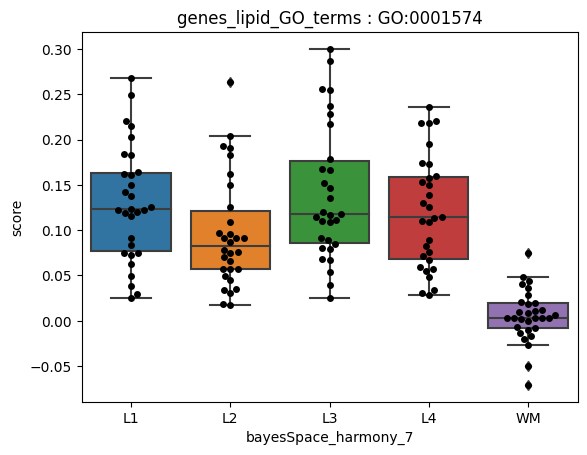 genes_lipid_GO_terms : GO:0001574
0.30
0.25
0.20
0.15
0.10
0.05
0.00
−0.05
score
L1 L2 L3 L4 WM
bayesSpace_harmony_7